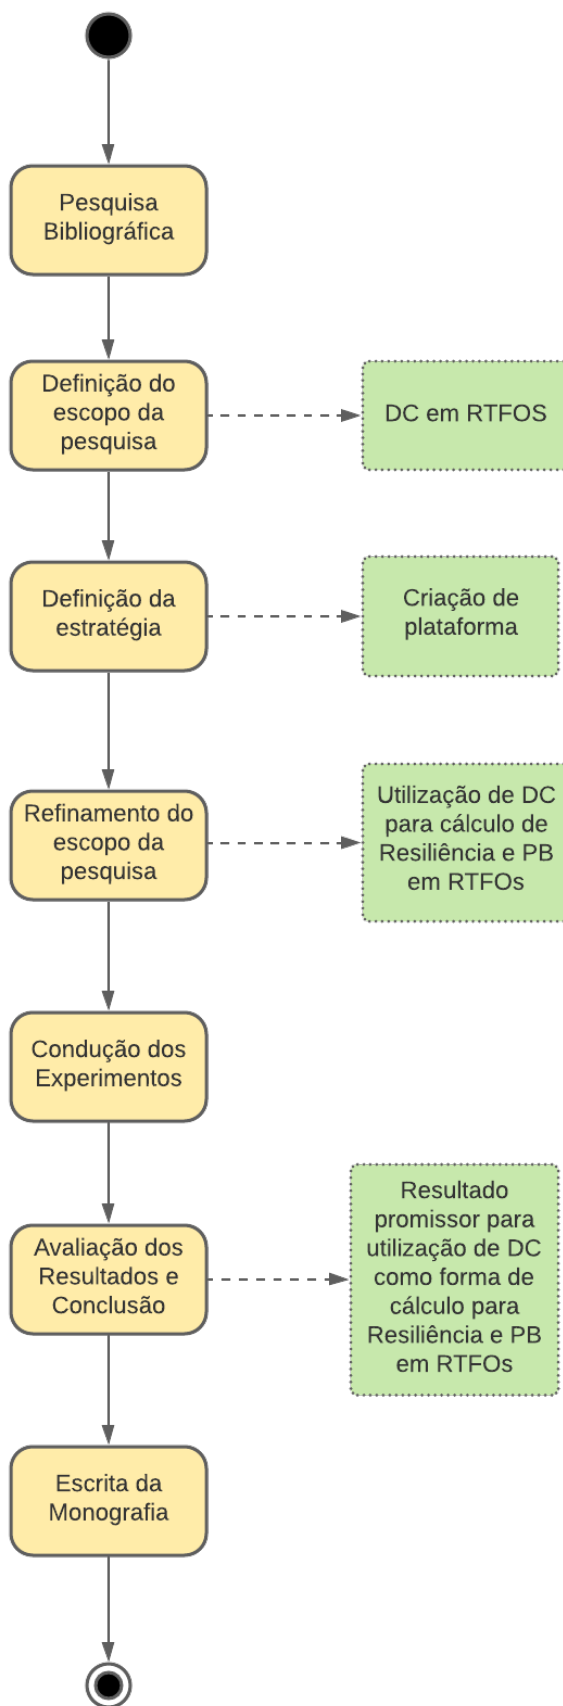 Pesquisa
Bibliográfica
Definição do
escopo da
pesquisa
DC em RTFOS
Definição da
estratégia
Criação de
plataforma
Refinamento do
escopo da
pesquisa
Utilização de DC
para cálculo de
Resiliência e PB
em RTFOs
Condução dos
Experimentos
Avaliação dos
Resultados e
Conclusão
Resultado
promissor para
utilização de DC
como forma de
cálculo para
Resiliência e PB
em RTFOs
Escrita da
Monografia